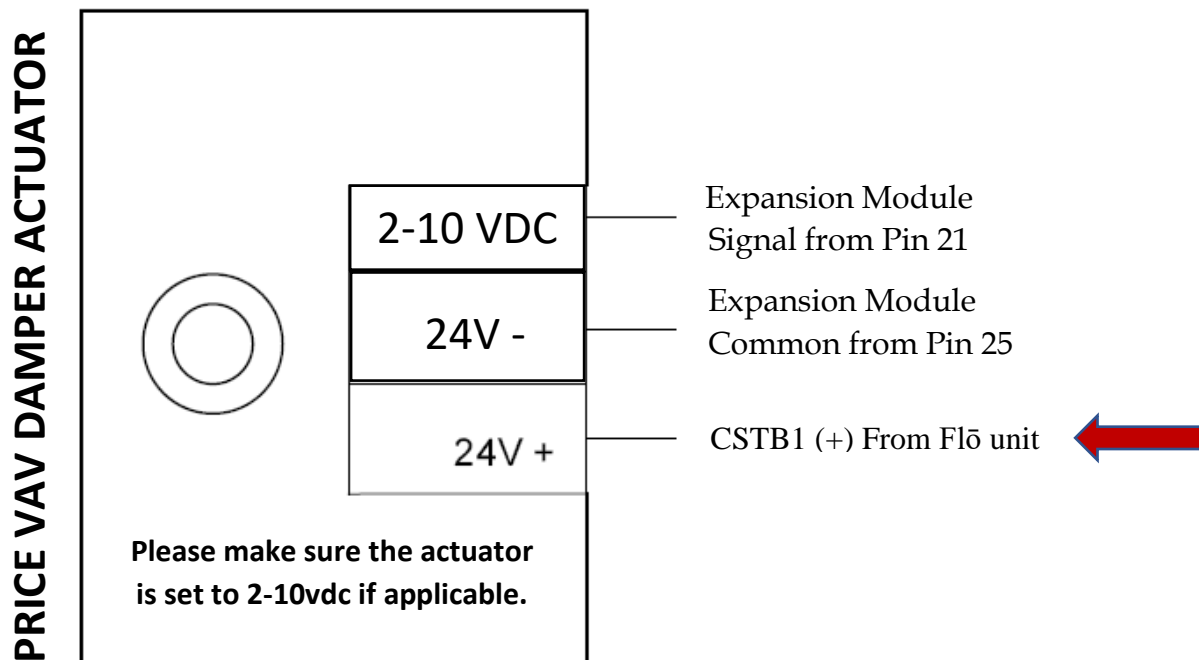 PRICE VAV DAMPER ACTUATOR
2-10 VDC
Expansion Module
Signal from Pin 21
24V -
Expansion Module
Common from Pin 25
24V +
CSTB1 (+) From Flō unit
Please make sure the actuator
is set to 2-10vdc if applicable.